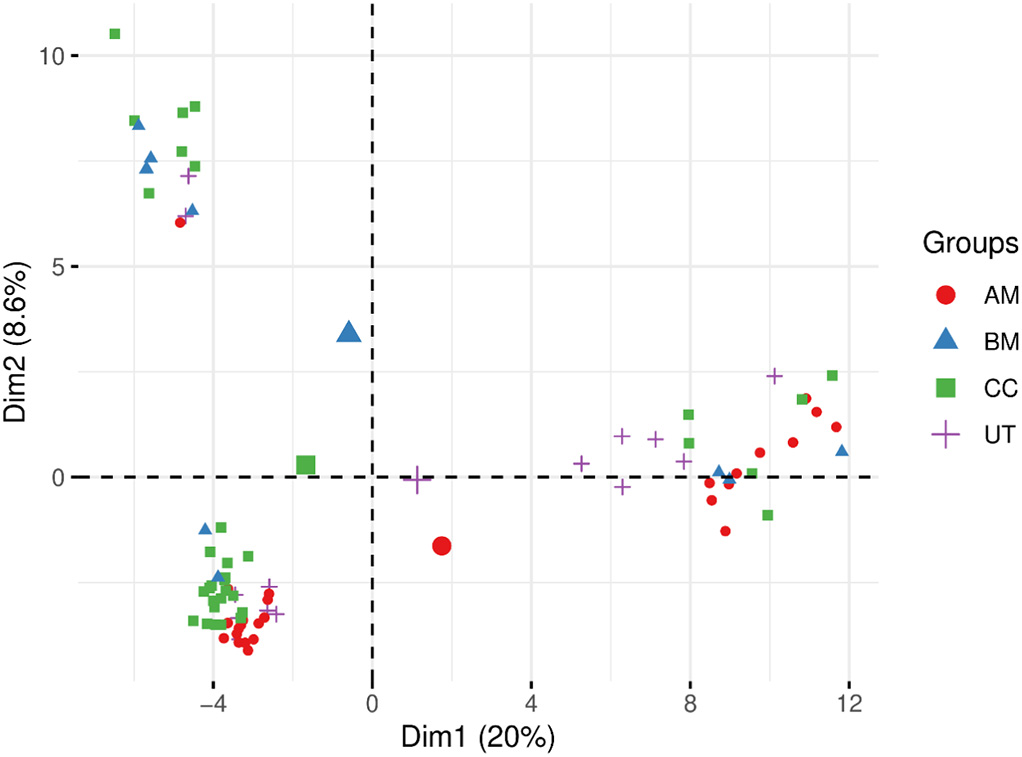 10
5
0
Dim2 (8.6%)
−4
0
4
8
12
Dim1 (20%)
Groups
AM
BM
CC
UT